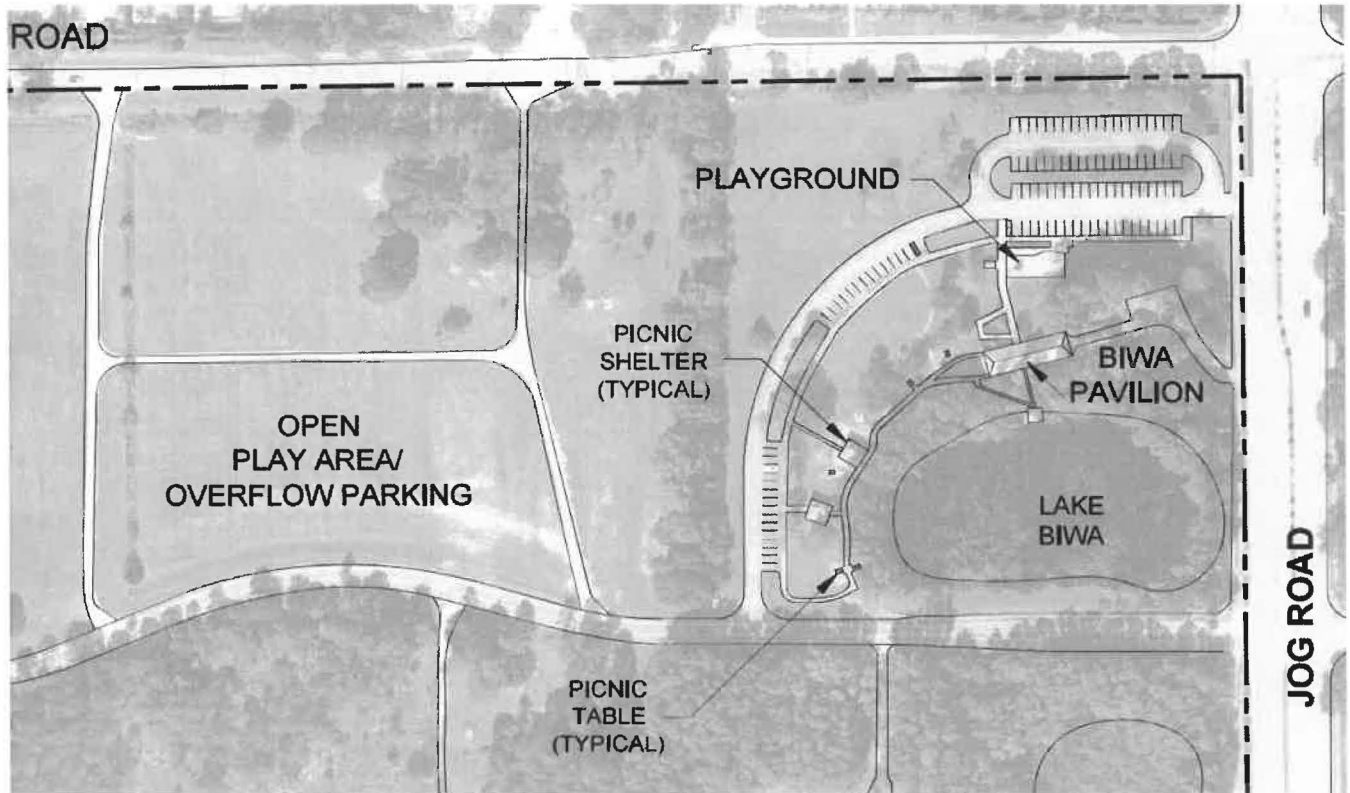 ROAD
PLAYGROUND
PICNIC
SHELTER
(TYPICAL)
BIWA
PAVILION
OPEN
PLAY AREA/
OVERFLOW PARKING
LAKE
BIWA
JOG ROAD
PICNIC
TABLE
(TYPICAL)